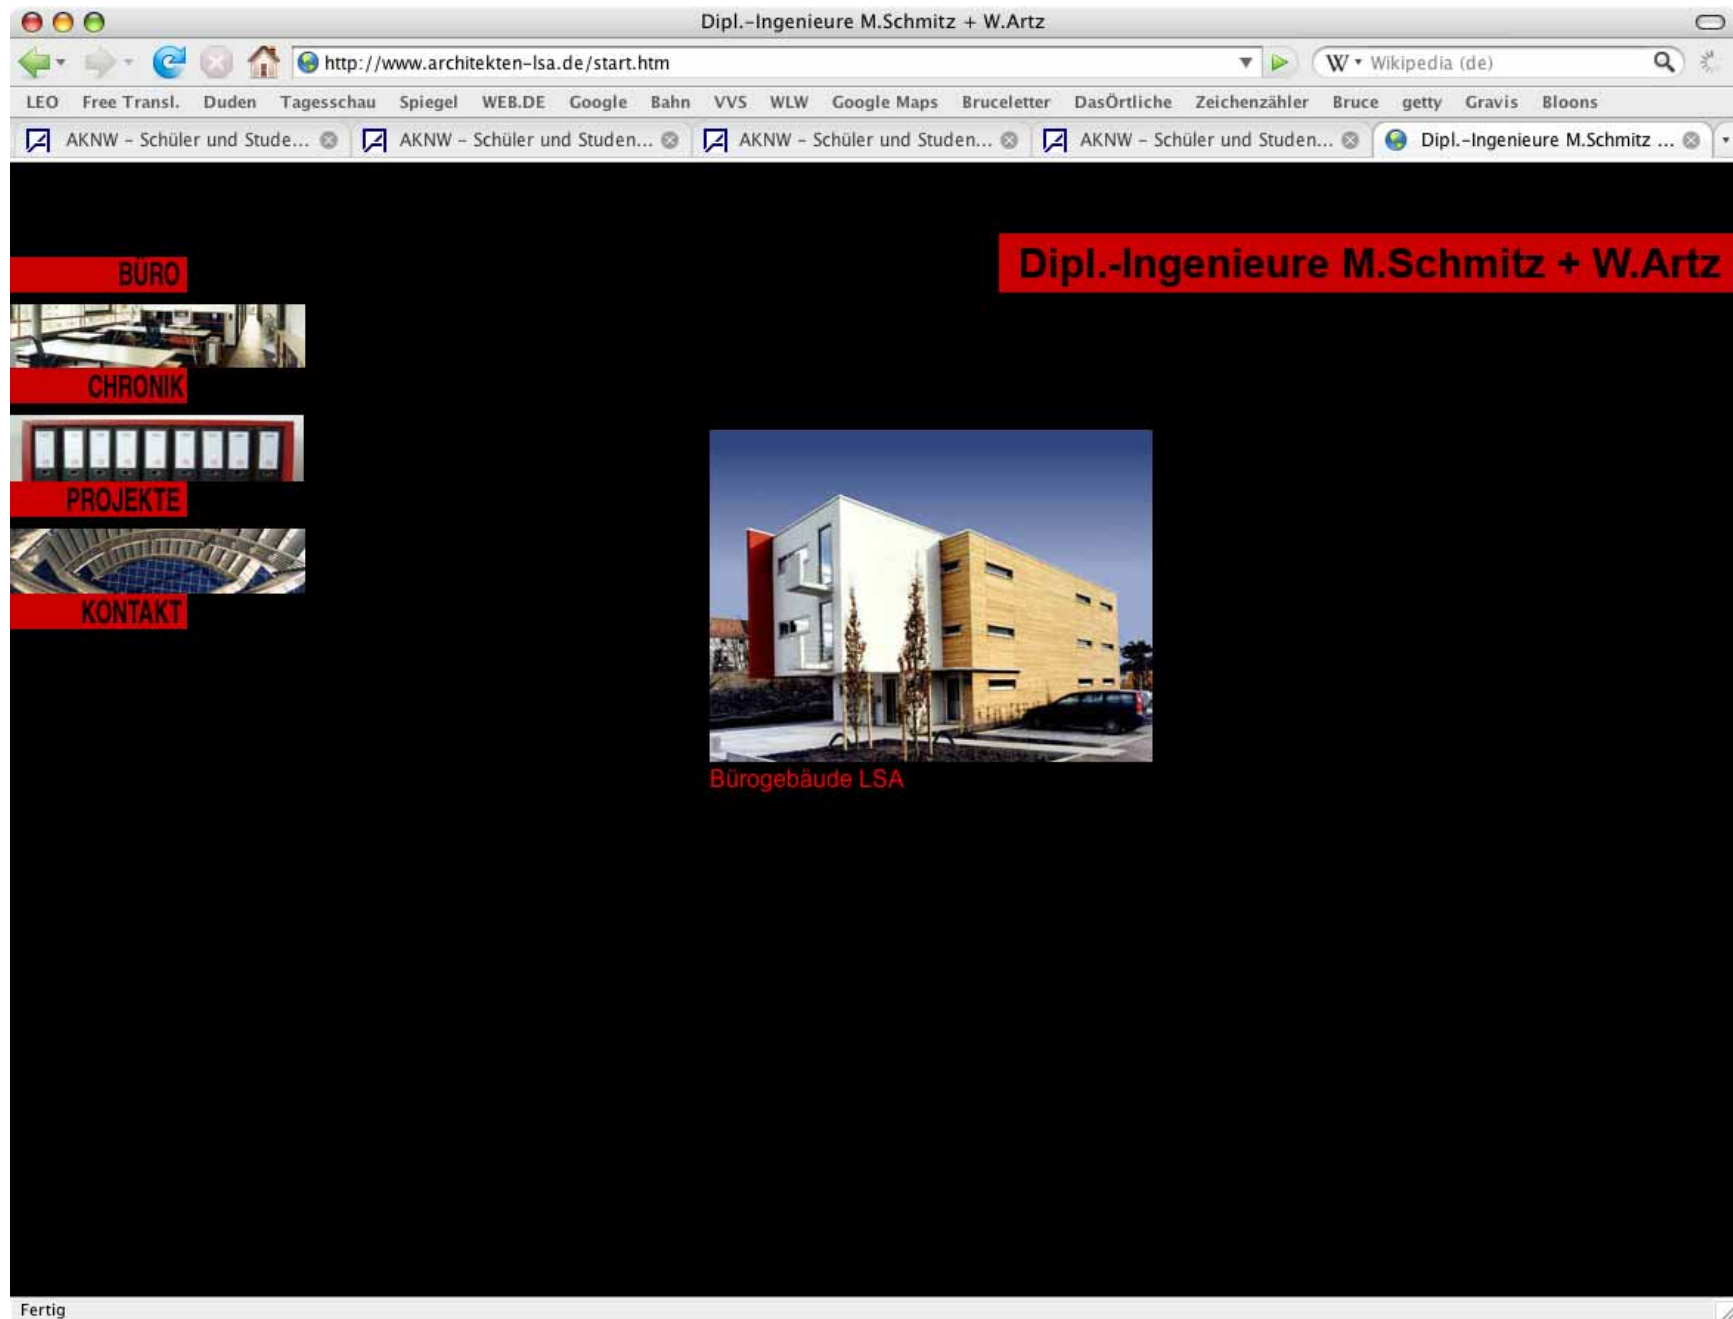 Dipl.-Ingenieure M.Schmitz + W.Artz
http://www.architekten-lsa.de/start.htm
W Wikipedia (de)
LEO Free Transl. Duden Tagesschau Spiegel WEB.DE Google Bahn VVS WLW Google Maps Bruceletter DasÖrtliche Zeichenzähler Bruce getty Gravis Bloons
AKNW – Schüler und Stude... AKNW – Schüler und Studen... AKNW – Schüler und Studen... AKNW – Schüler und Studen... Dipl.-Ingenieure M.Schmitz ...
Dipl.-Ingenieure M.Schmitz + W.Artz
BÜRO
CHRONIK
PROJEKTE
KONTAKT
Bürogebäude LSA
Fertig